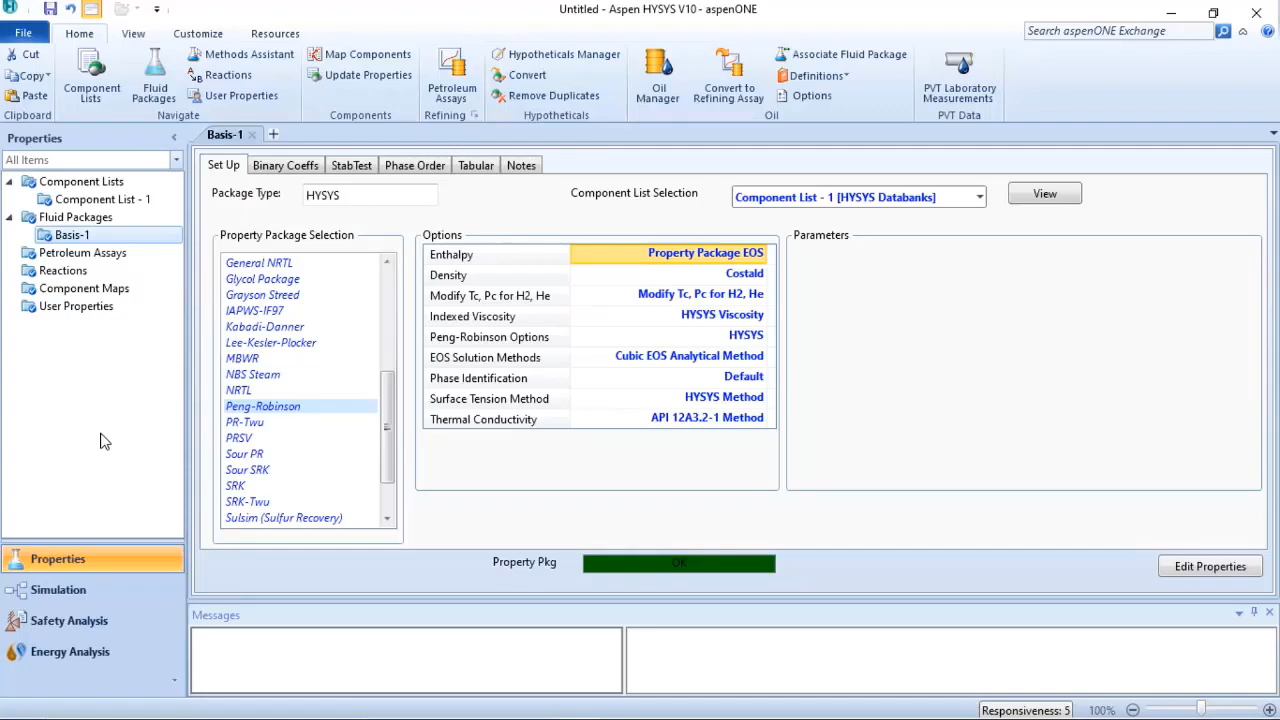 Untitled - Aspen HYSYS V10 - aspenONE
File Home View Customize Resources
Search aspenONE Exchange
Cut
Copy
Paste
Clipboard
Component Lists
Fluid Packages
Methods Assistant
Reactions
User Properties
Navigate
Map Components
Update Properties
Components
Petroleum Assays
Refining
Hypotheticals Manager
Convert
Remove Duplicates
Hypotheticals
Oil Manager
Convert to Refining Assay
Associate Fluid Package
Definitions
Options
Oil
PVT Laboratory Measurements
PVT Data
Properties
All Items
Component Lists
Component List - 1
Fluid Packages
Basis-1
Petroleum Assays
Reactions
Component Maps
User Properties
Properties
Simulation
Safety Analysis
Energy Analysis
Basis-1
Set Up Binary Coeffs StabTest Phase Order Tabular Notes
Package Type: HYSYS
Component List Selection Component List - 1 [HYSYS Databanks] View
Property Package Selection
General NRTL
Glycol Package
Grayson Streed
IAPWS-IF97
Kabadi-Danner
Lee-Kesler-Plocker
MBWR
NBS Steam
NRTL
Peng-Robinson
PR-Twu
PRSV
Sour PR
Sour SRK
SRK
SRK-Twu
Sulsim (Sulfur Recovery)
Options
Enthalpy Property Package EOS
Density Costald
Modify Tc, Pc for H2, He Modify Tc, Pc for H2, He
Indexed Viscosity HYSYS Viscosity
Peng-Robinson Options HYSYS
EOS Solution Methods Cubic EOS Analytical Method
Phase Identification Default
Surface Tension Method HYSYS Method
Thermal Conductivity API 12A3.2-1 Method
Parameters
Property Pkg OK
Edit Properties
Messages
Responsiveness: 5 100%